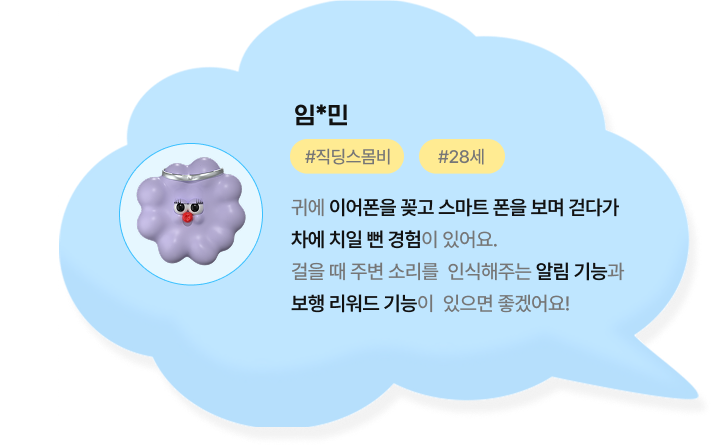 임*민
#직딩스몸비 #28세
귀에 이어폰을 꽂고 스마트 폰을 보며 걷다가
차에 치일 뻔 경험이 있어요.
걸을 때 주변 소리를 인식해주는 알림 기능과
보행 리워드 기능이 있으면 좋겠어요!